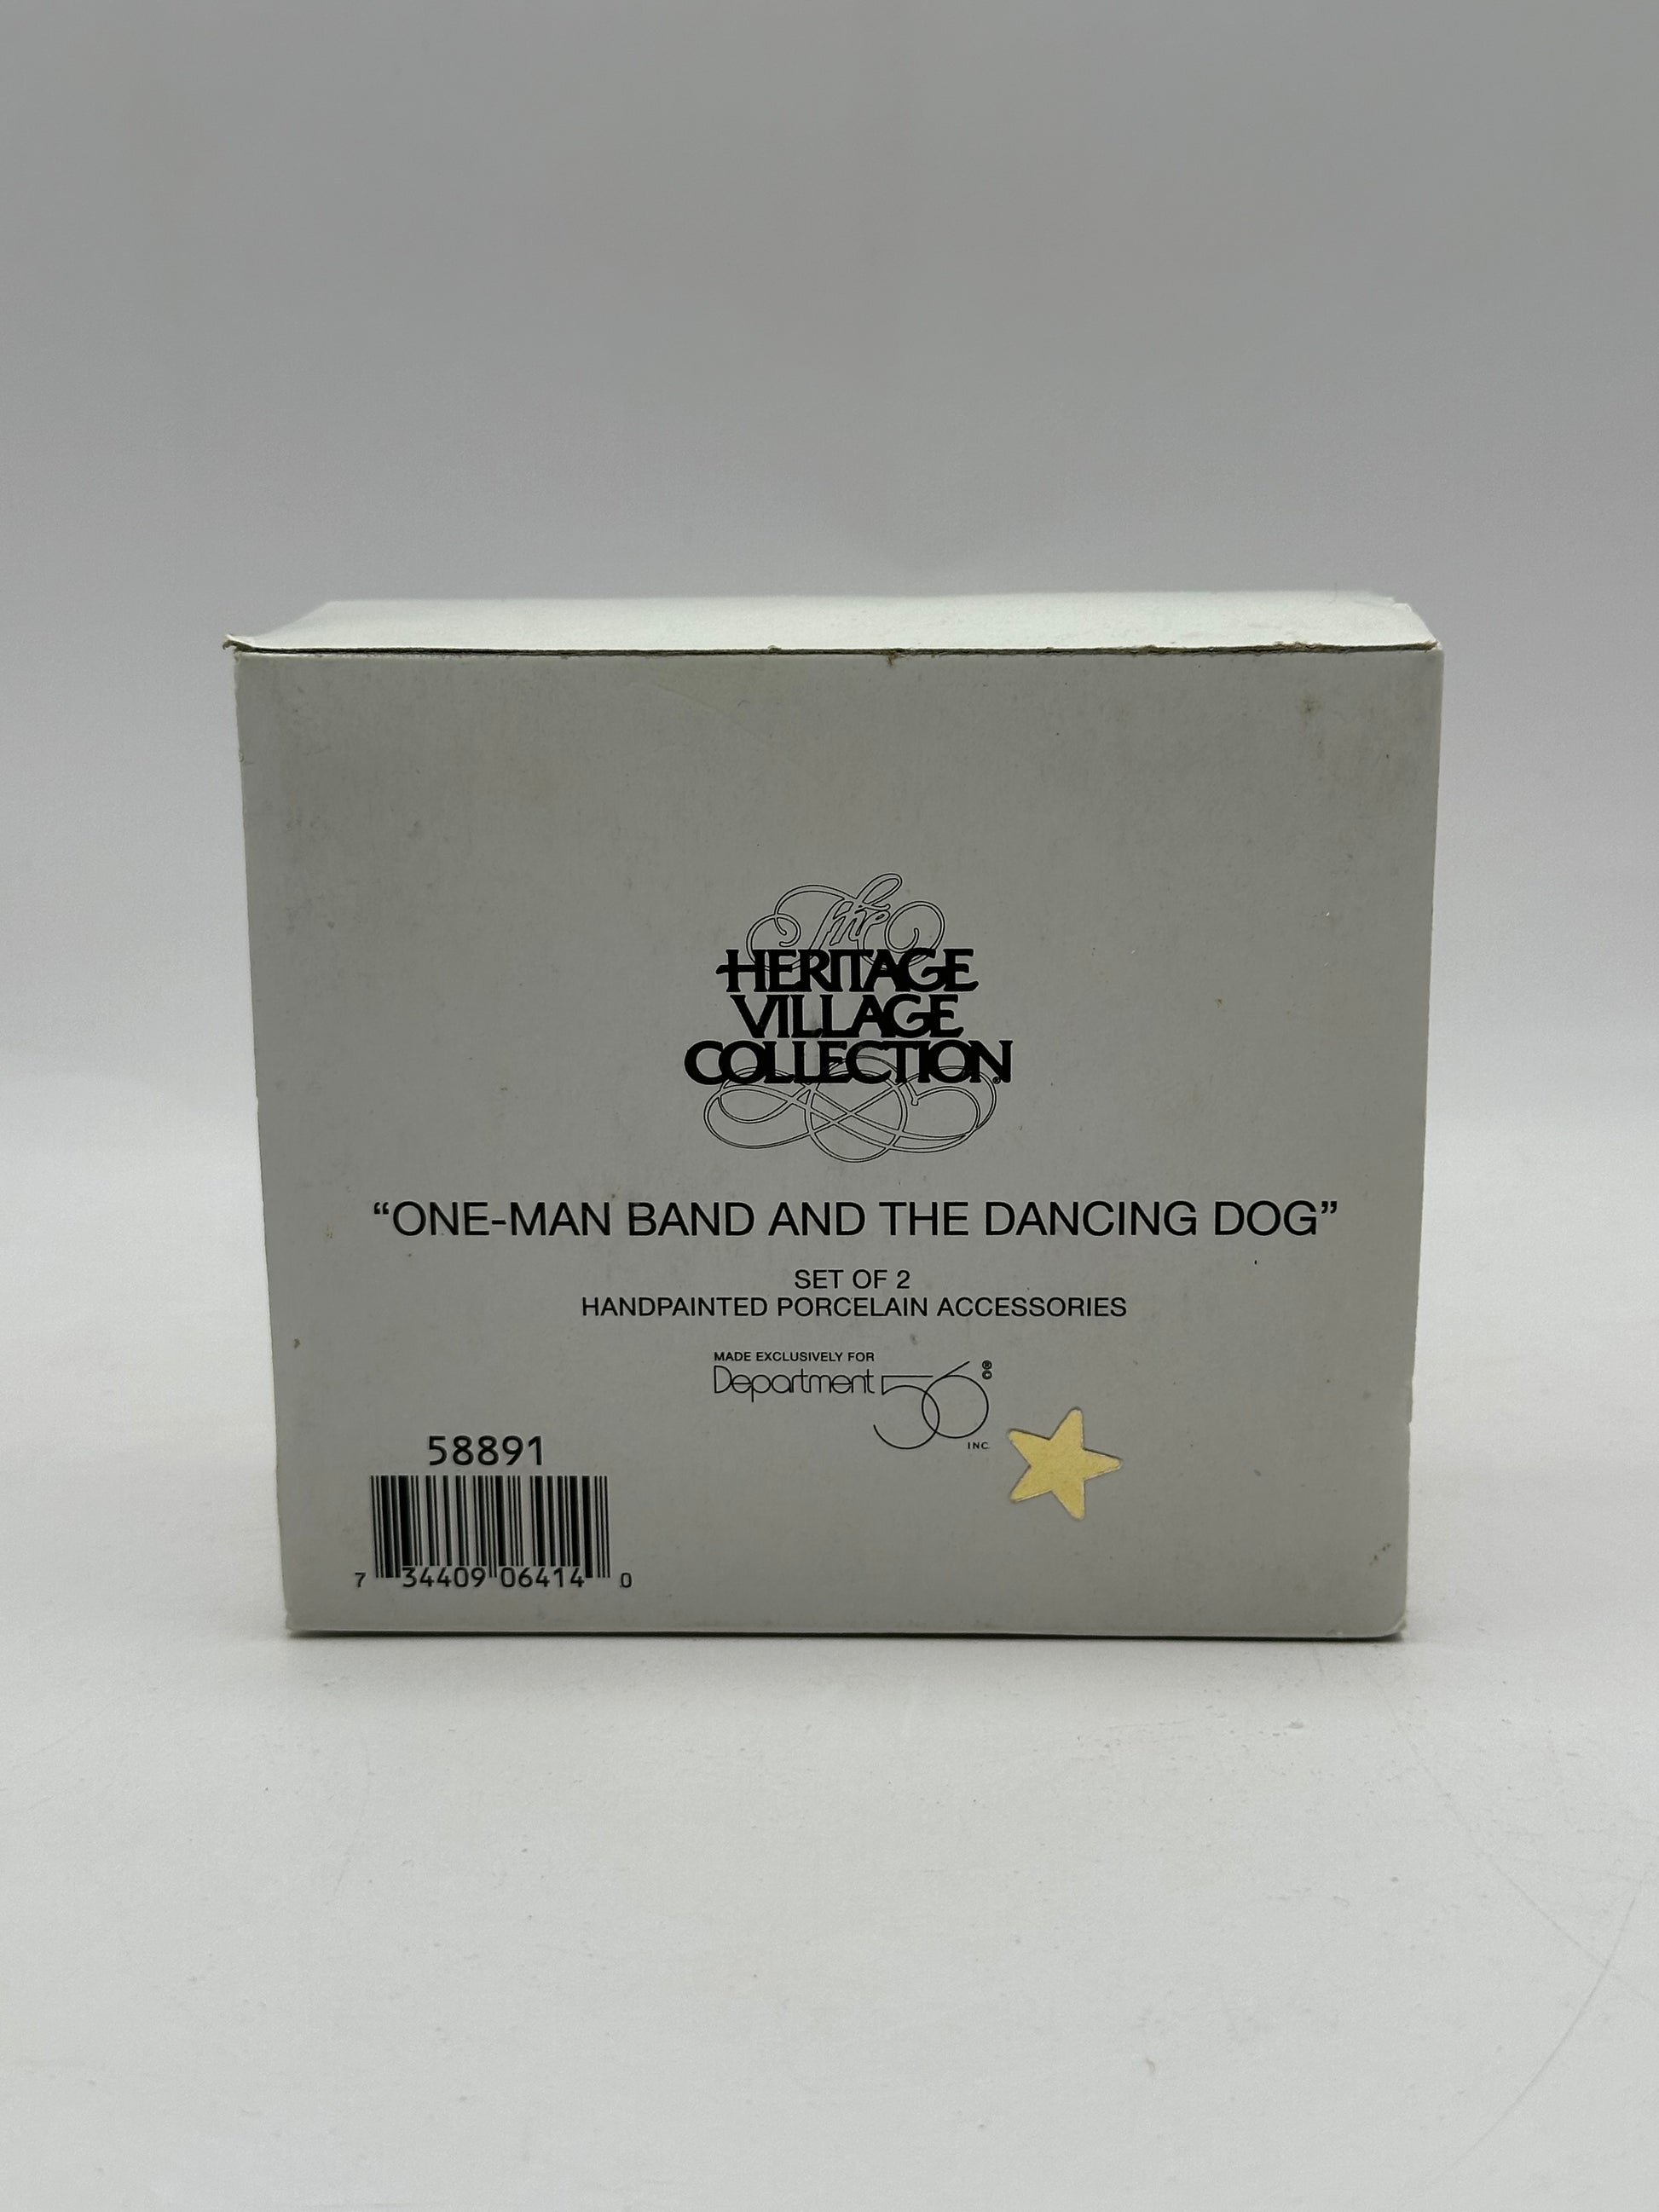 The
HERITAGE
VILLAGE
COLLECTION®
“ONE-MAN BAND AND THE DANCING DOG”
SET OF 2
HANDPAINTED PORCELAIN ACCESSORIES
MADE EXCLUSIVELY FOR
Department 56 ® ©
INC.
58891
7 34409 06414 0